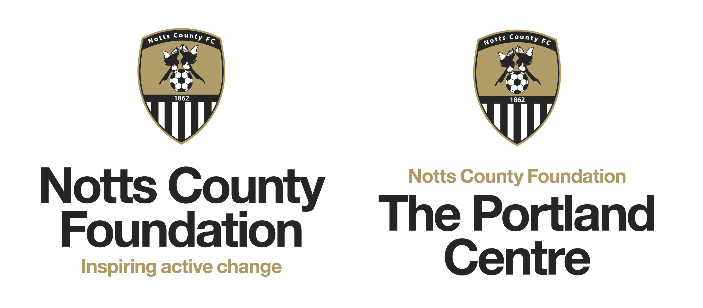 Notts County FC
1862
Notts County
Foundation
Inspiring active change
Notts County FC
1862
Notts County Foundation
The Portland
Centre